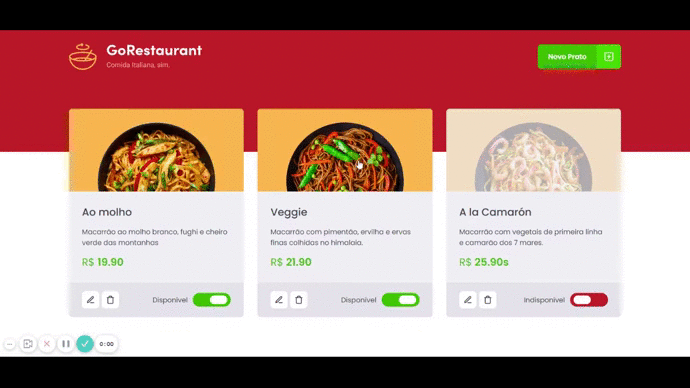 GoRestaurant
Comida Italiana, sim.
Novo Prato
Ao molho
Macarrão ao molho branco, fughi e cheiro
verde das montanhas
R$ 19.90
Disponível
Veggie
Macarrão com pimentão, ervilha e ervas
finas colhidas no himalaia.
R$ 21.90
Disponível
A la Camarón
Macarrão com vegetais de primeira linha
e camarão dos 7 mares.
R$ 25.90s
Indisponível
0:00